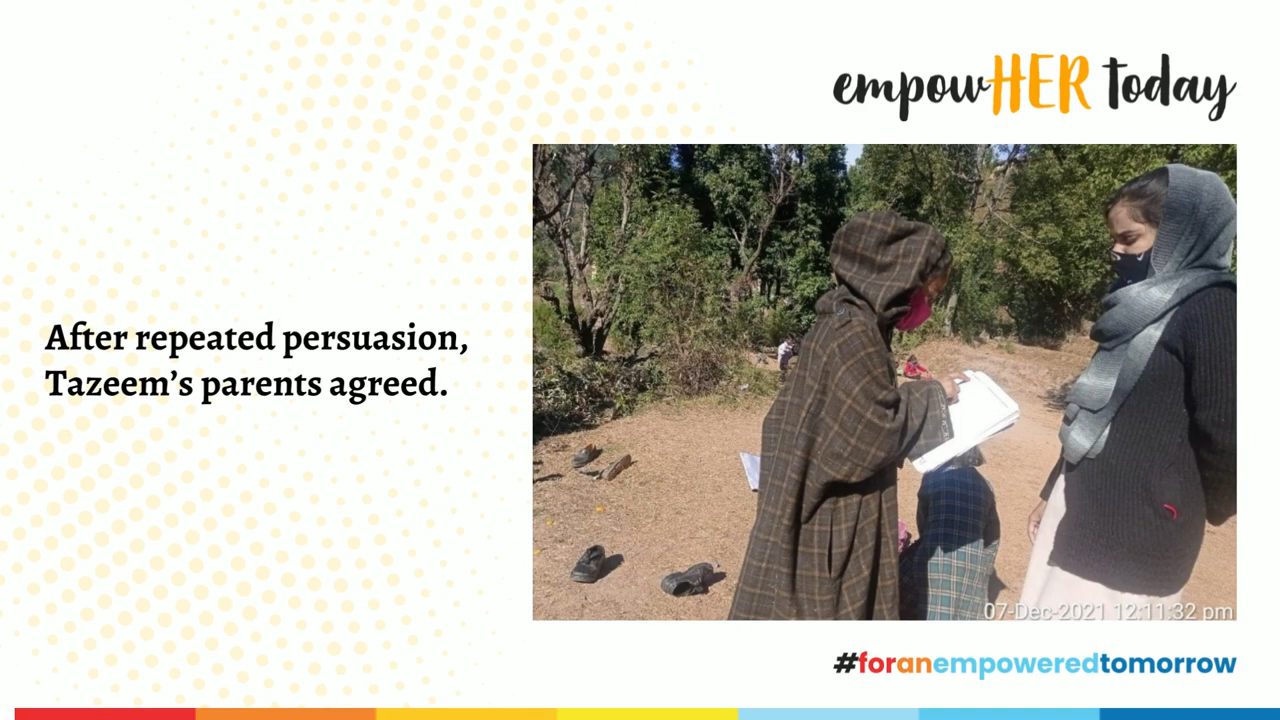 empowHER today
After repeated persuasion,
Tazeem’s parents agreed.
07-Dec-2021 12:11:32 pm
#foranempoweredtomorrow